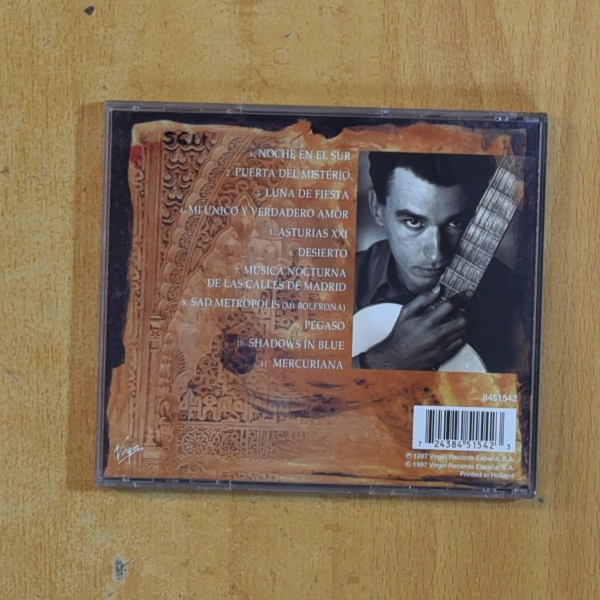 SGU
1. NOCHE EN EL SUR
2. PUERTA DEL MISTERIO
3. LUNA DE FIESTA
4. MI UNICO Y VERDADERO AMOR
5. ASTURIAS XXI
6. DESIERTO
7. MUSICA NOCTURNA
DE LAS CALLES DE MADRID
8. SAD METROPOLIS (MI BOLERONA)
9. PEGASO
10. SHADOWS IN BLUE
11. MERCURIANA
8451542
7 24384 51542 3
Ⓟ 1997 Virgin Records España, S.A.
© 1997 Virgin Records España, S.A.
Printed in Holland
Virgin